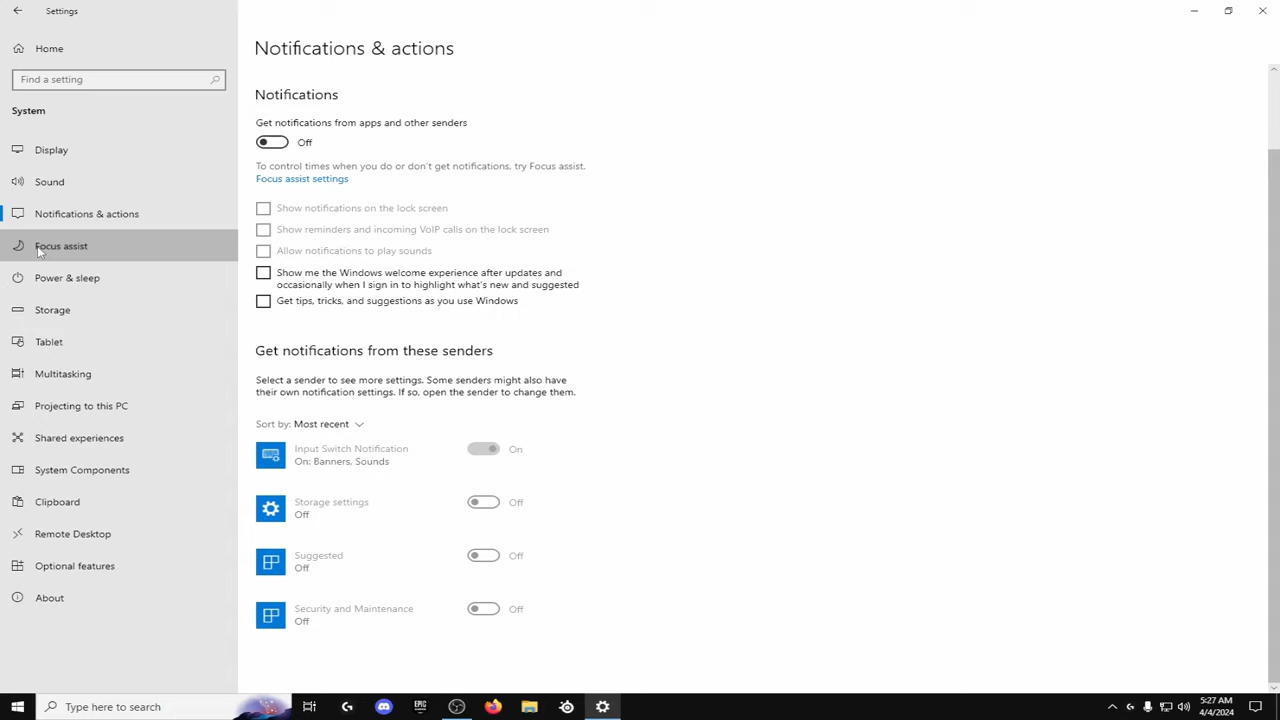 Settings
Home
Find a setting
System
Display
Sound
Notifications & actions
Focus assist
Power & sleep
Storage
Tablet
Multitasking
Projecting to this PC
Shared experiences
System Components
Clipboard
Remote Desktop
Optional features
About
Notifications & actions
Notifications
Get notifications from apps and other senders
Off
To control times when you do or don't get notifications, try Focus assist.
Focus assist settings
Show notifications on the lock screen
Show reminders and incoming VoIP calls on the lock screen
Allow notifications to play sounds
Show me the Windows welcome experience after updates and
occasionally when I sign in to highlight what's new and suggested
Get tips, tricks, and suggestions as you use Windows
Get notifications from these senders
Select a sender to see more settings. Some senders might also have
their own notification settings. If so, open the sender to change them.
Sort by: Most recent
Input Switch Notification
On: Banners, Sounds
On
Storage settings
Off
Off
Suggested
Off
Off
Security and Maintenance
Off
Off
Type here to search
EPIC
5:27 AM
4/4/2024